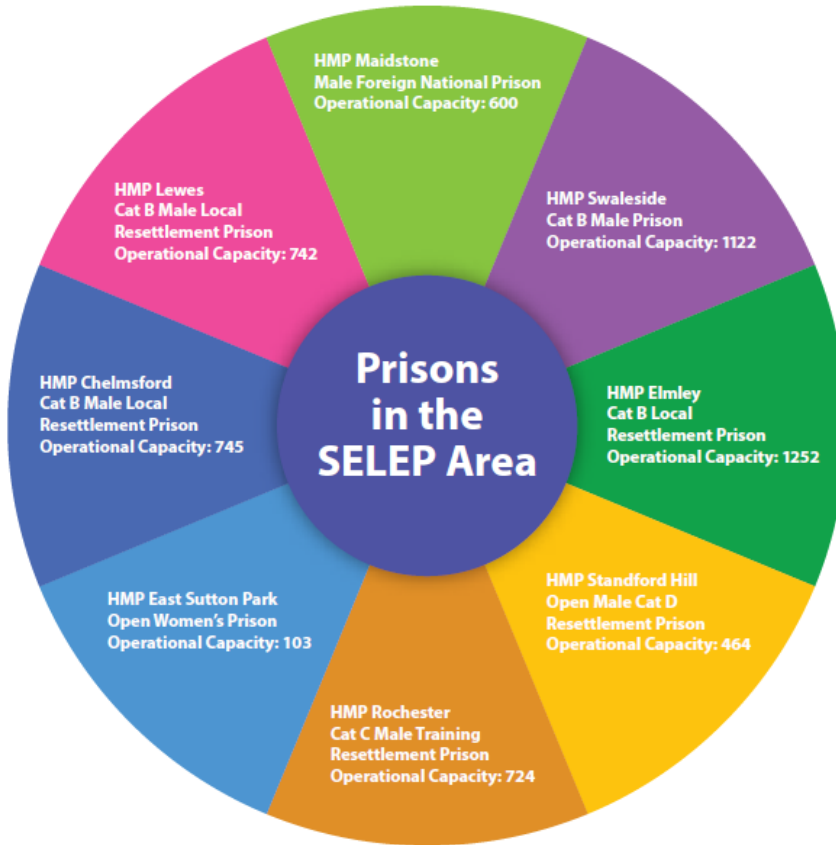 HMP Maidstone
Male Foreign National Prison
Operational Capacity: 600
HMP Swaleside
Cat B Male Prison
Operational Capacity: 1122
HMP Elmley
Cat B Local
Resettlement Prison
Operational Capacity: 1252
HMP Standford Hill
Open Male Cat D
Resettlement Prison
Operational Capacity: 464
HMP Rochester
Cat C Male Training
Resettlement Prison
Operational Capacity: 724
HMP East Sutton Park
Open Women's Prison
Operational Capacity: 103
HMP Chelmsford
Cat B Male Local
Resettlement Prison
Operational Capacity: 745
HMP Lewes
Cat B Male Local
Resettlement Prison
Operational Capacity: 742
Prisons
in the
SELEP Area